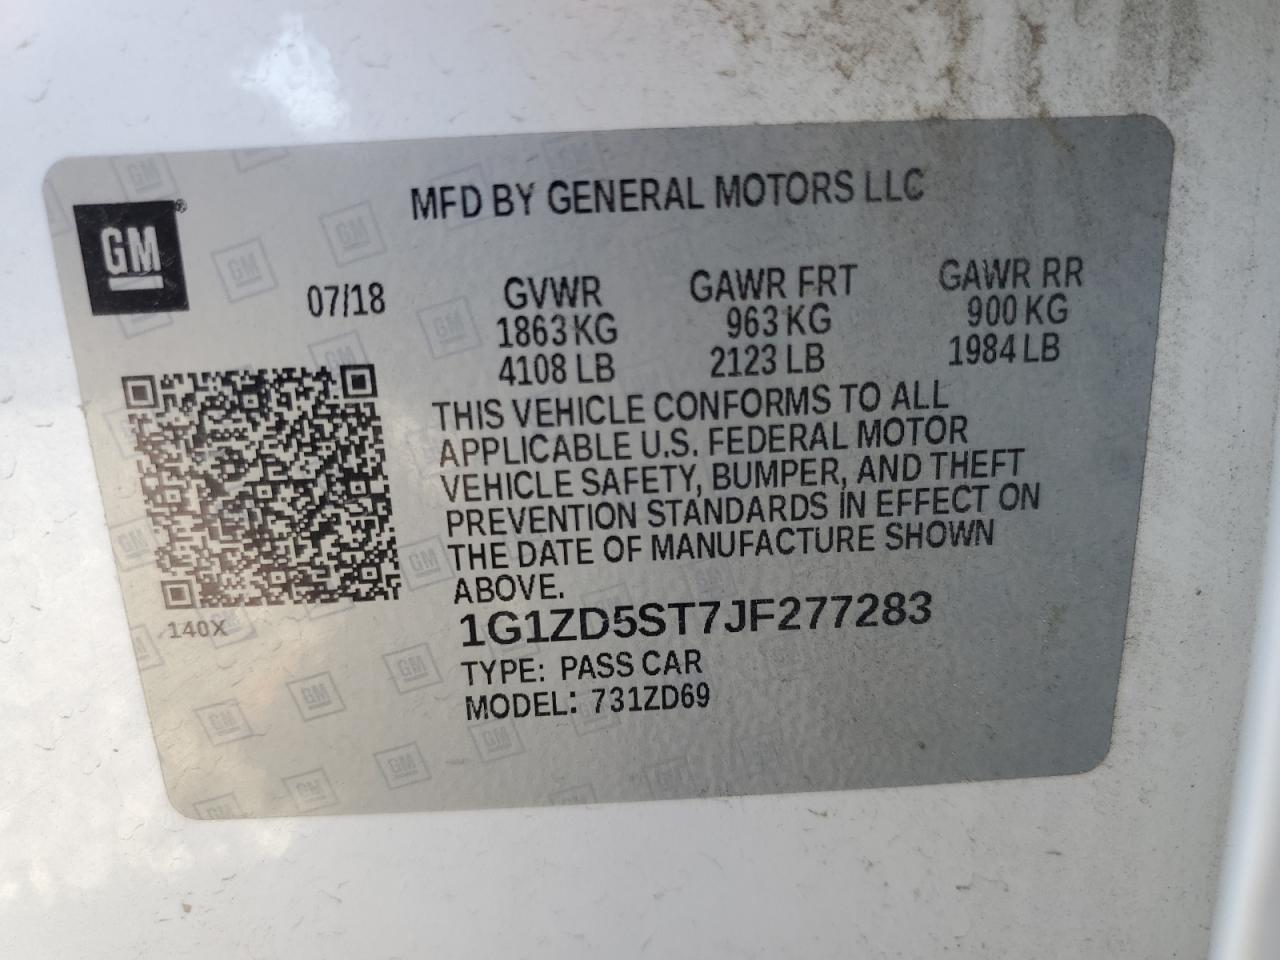 MFD BY GENERAL MOTORS LLC
GM®
07/18
GVWR GAWR FRT GAWR RR
1863 KG 963 KG 900 KG
4108 LB 2123 LB 1984 LB
THIS VEHICLE CONFORMS TO ALL
APPLICABLE U.S. FEDERAL MOTOR
VEHICLE SAFETY, BUMPER, AND THEFT
PREVENTION STANDARDS IN EFFECT ON
THE DATE OF MANUFACTURE SHOWN
ABOVE.
140X
1G1ZD5ST7JF277283
TYPE: PASS CAR
MODEL: 731ZD69